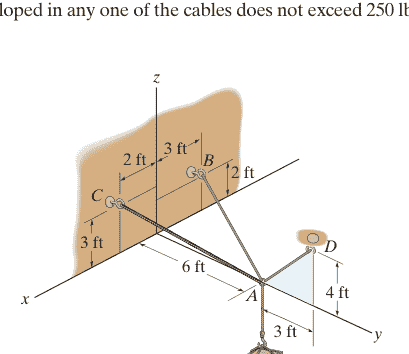 loped in any one of the cables does not exceed 250 lb
z
2 ft
3 ft
B
2 ft
C
3 ft
D
6 ft
x
A
4 ft
3 ft
y